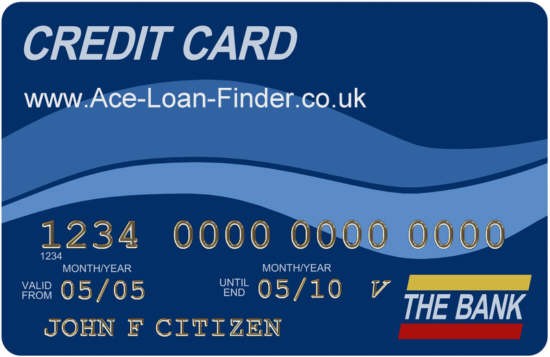 CREDIT CARD
www.Ace-Loan-Finder.co.uk
1234 0000 0000 0000
1234
MONTH/YEAR MONTH/YEAR
VALID FROM 05/05 UNTIL END 05/10 V
JOHN F CITIZEN
THE BANK